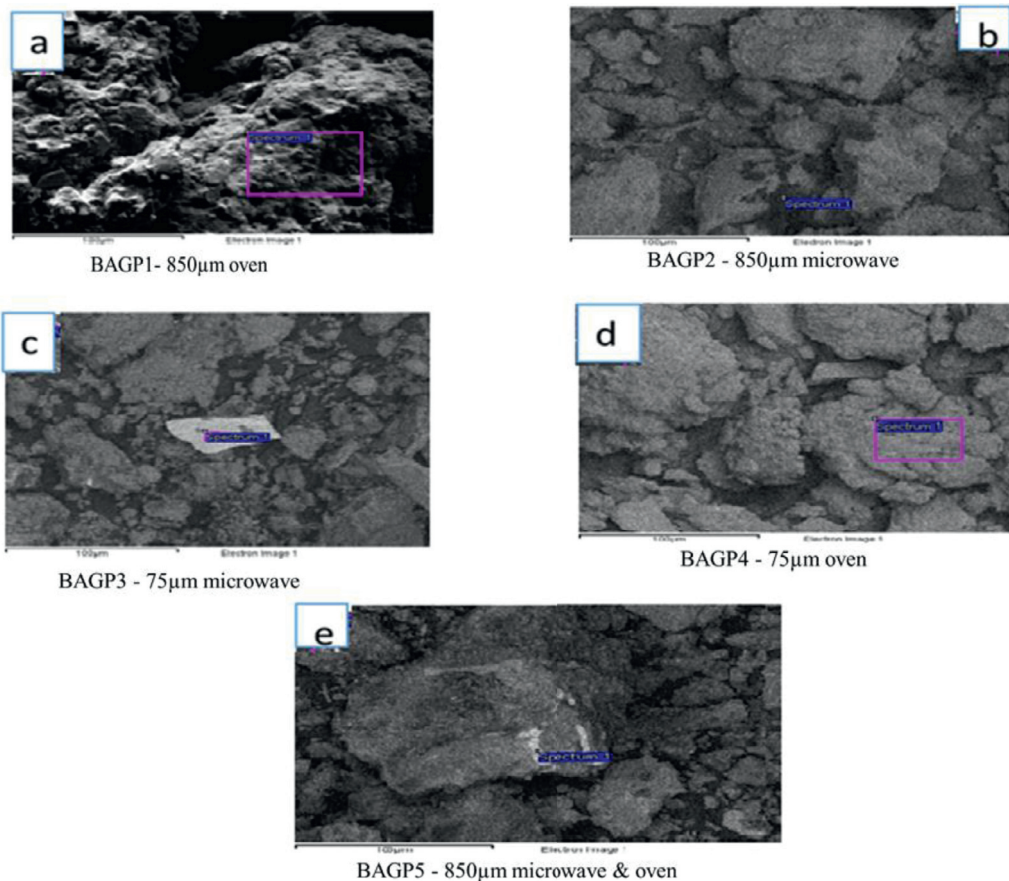 a
b
Spectrum 1
Spectrum 1
100µm
Electron Image 1
100µm
Electron Image 1
BAGP1- 850µm oven
BAGP2 - 850µm microwave
c
d
Spectrum 1
Spectrum 1
100µm
Electron Image 1
100µm
Electron Image 1
BAGP3 - 75µm microwave
BAGP4 - 75µm oven
e
Spectrum 1
100µm
Electron Image 1
BAGP5 - 850µm microwave & oven